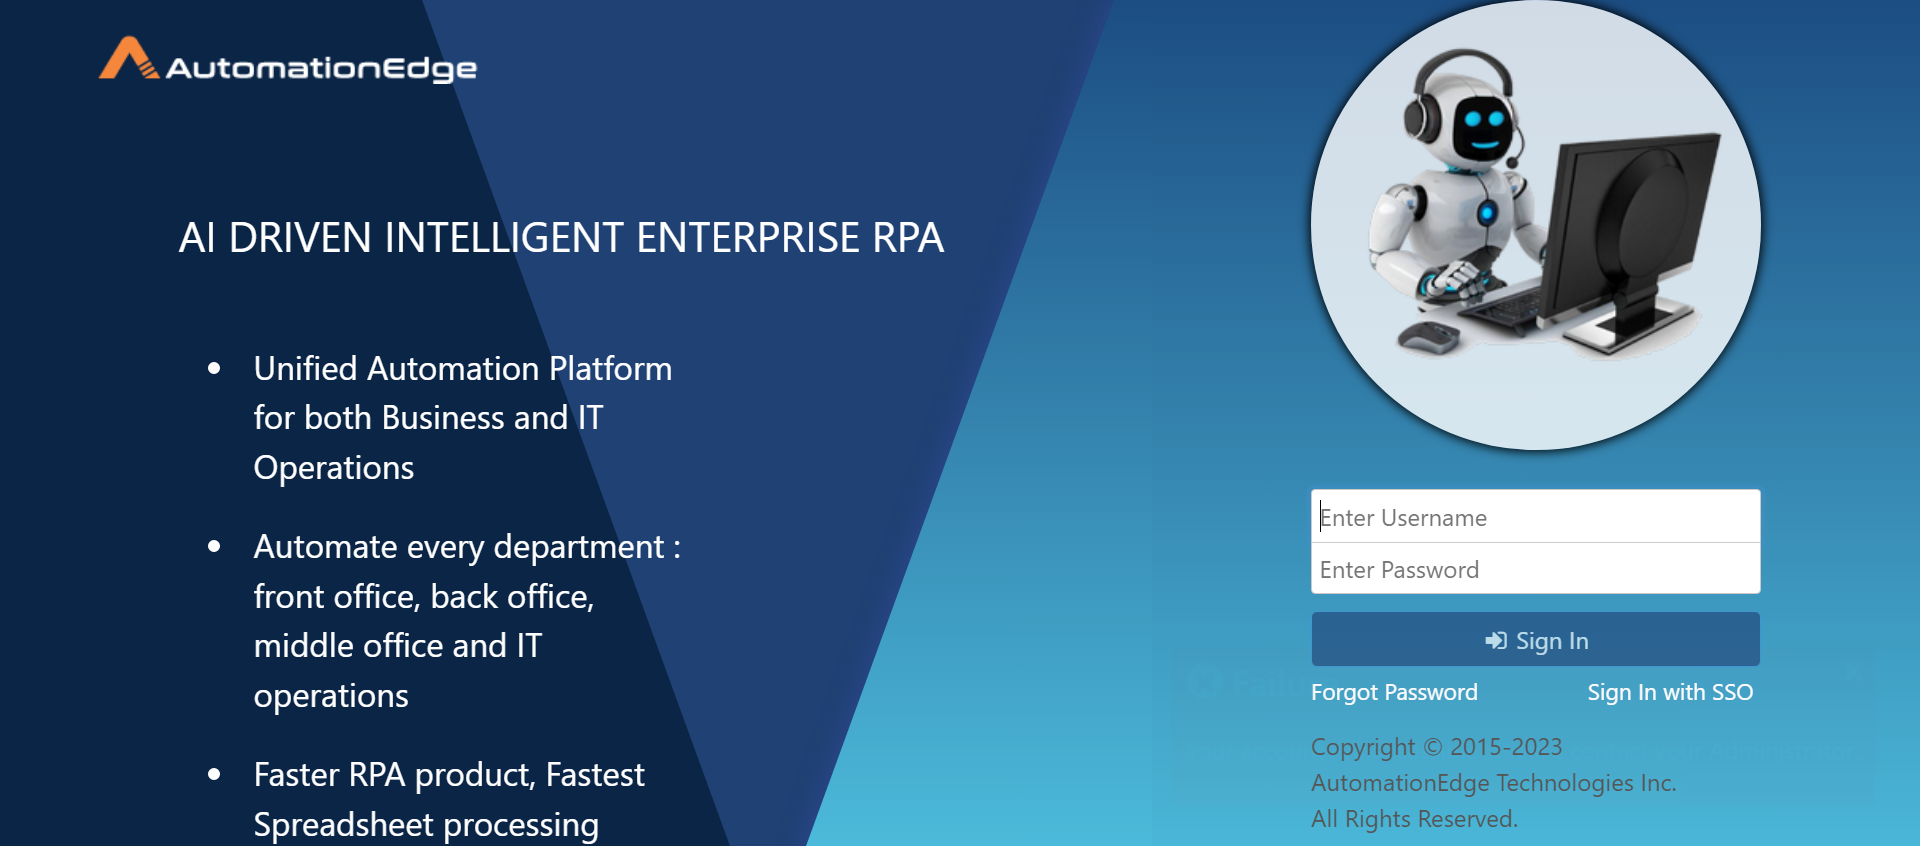 AutomationEdge
AI DRIVEN INTELLIGENT ENTERPRISE RPA
Unified Automation Platform
for both Business and IT
Operations
Automate every department :
front office, back office,
middle office and IT
operations
Faster RPA product, Fastest
Spreadsheet processing
Enter Username
Enter Password
Sign In
Forgot Password
Sign In with SSO
Copyright © 2015-2023
AutomationEdge Technologies Inc.
All Rights Reserved.